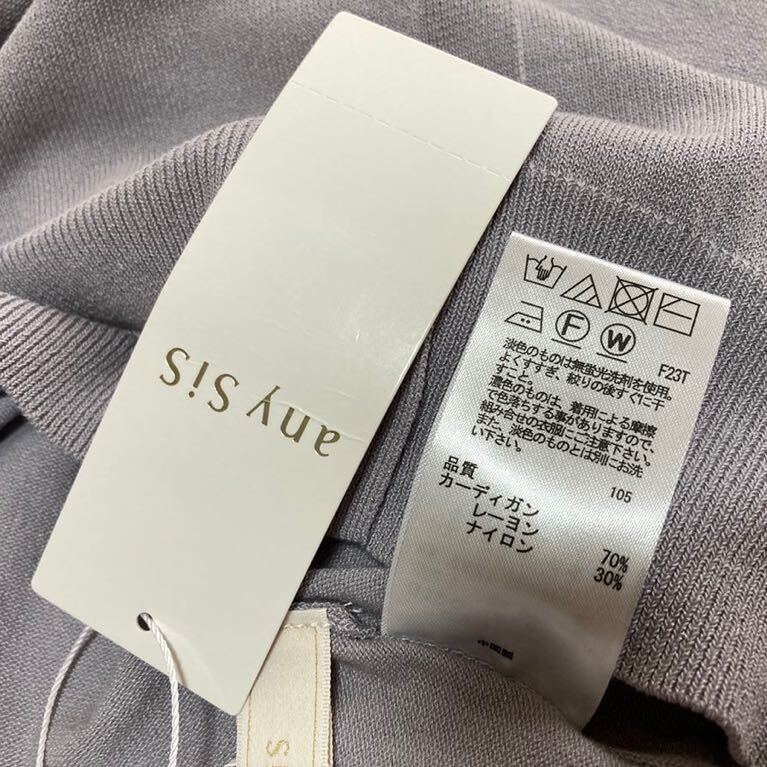 any SiS
F
W
F23T
淡色のものは無蛍光洗剤を使用。
よくすすぎ、絞りの後すぐに干
すこと。
濃色のものは、着用による摩擦
で色落ちする事がありますので、
組み合せの衣服にご注意下さい。
また、淡色のものとは別にお洗
い下さい。
105
品質
カーディガン
レーヨン 70%
ナイロン 30%
中国製